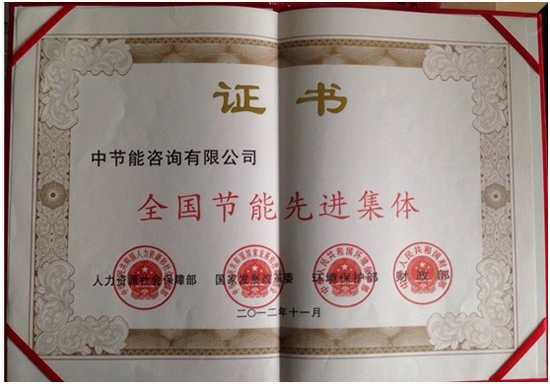 证书
中节能咨询有限公司
全国节能先进集体
人力资源社会保障部 国家发展改革委 环境保护部 财政部
二〇一二年十一月